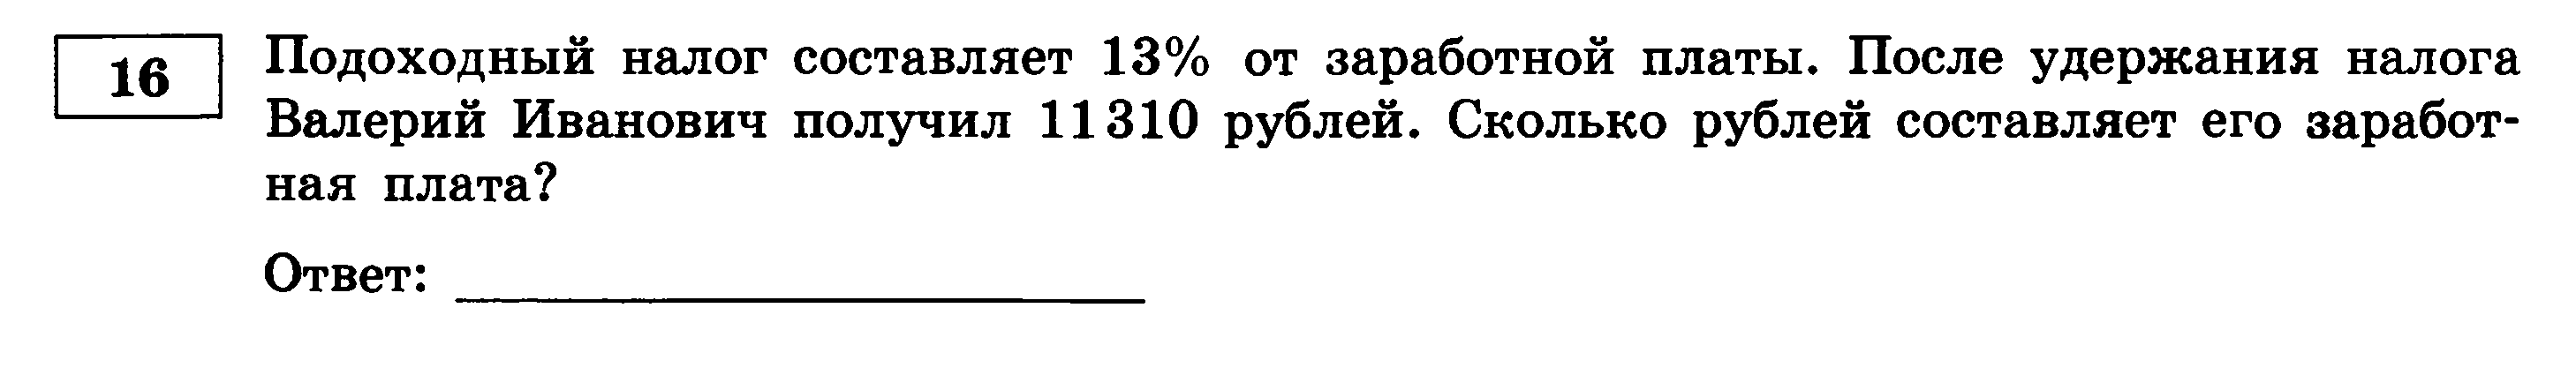 16
Подоходный налог составляет 13% от заработной платы. После удержания налога
Валерий Иванович получил 11310 рублей. Сколько рублей составляет его заработ-
ная плата?
Ответ: